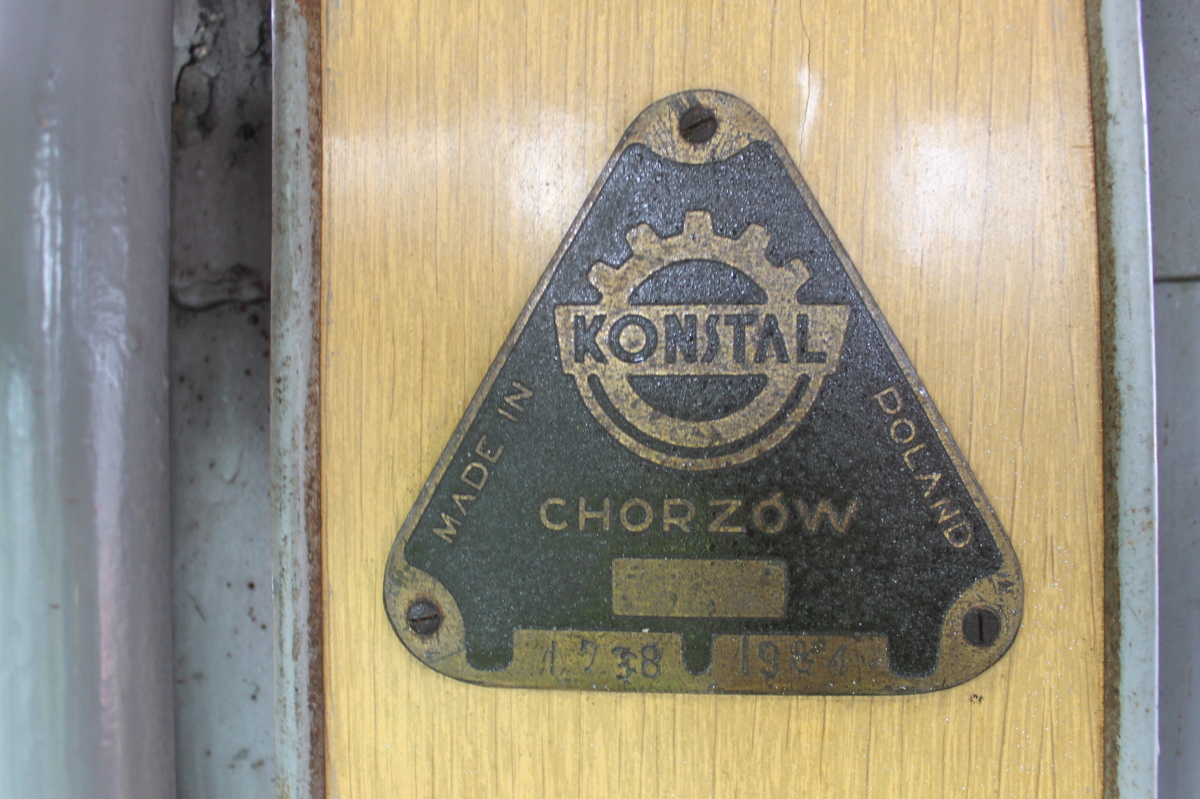 KONSTAL
MADE IN POLAND
CHORZÓW
1738 1984